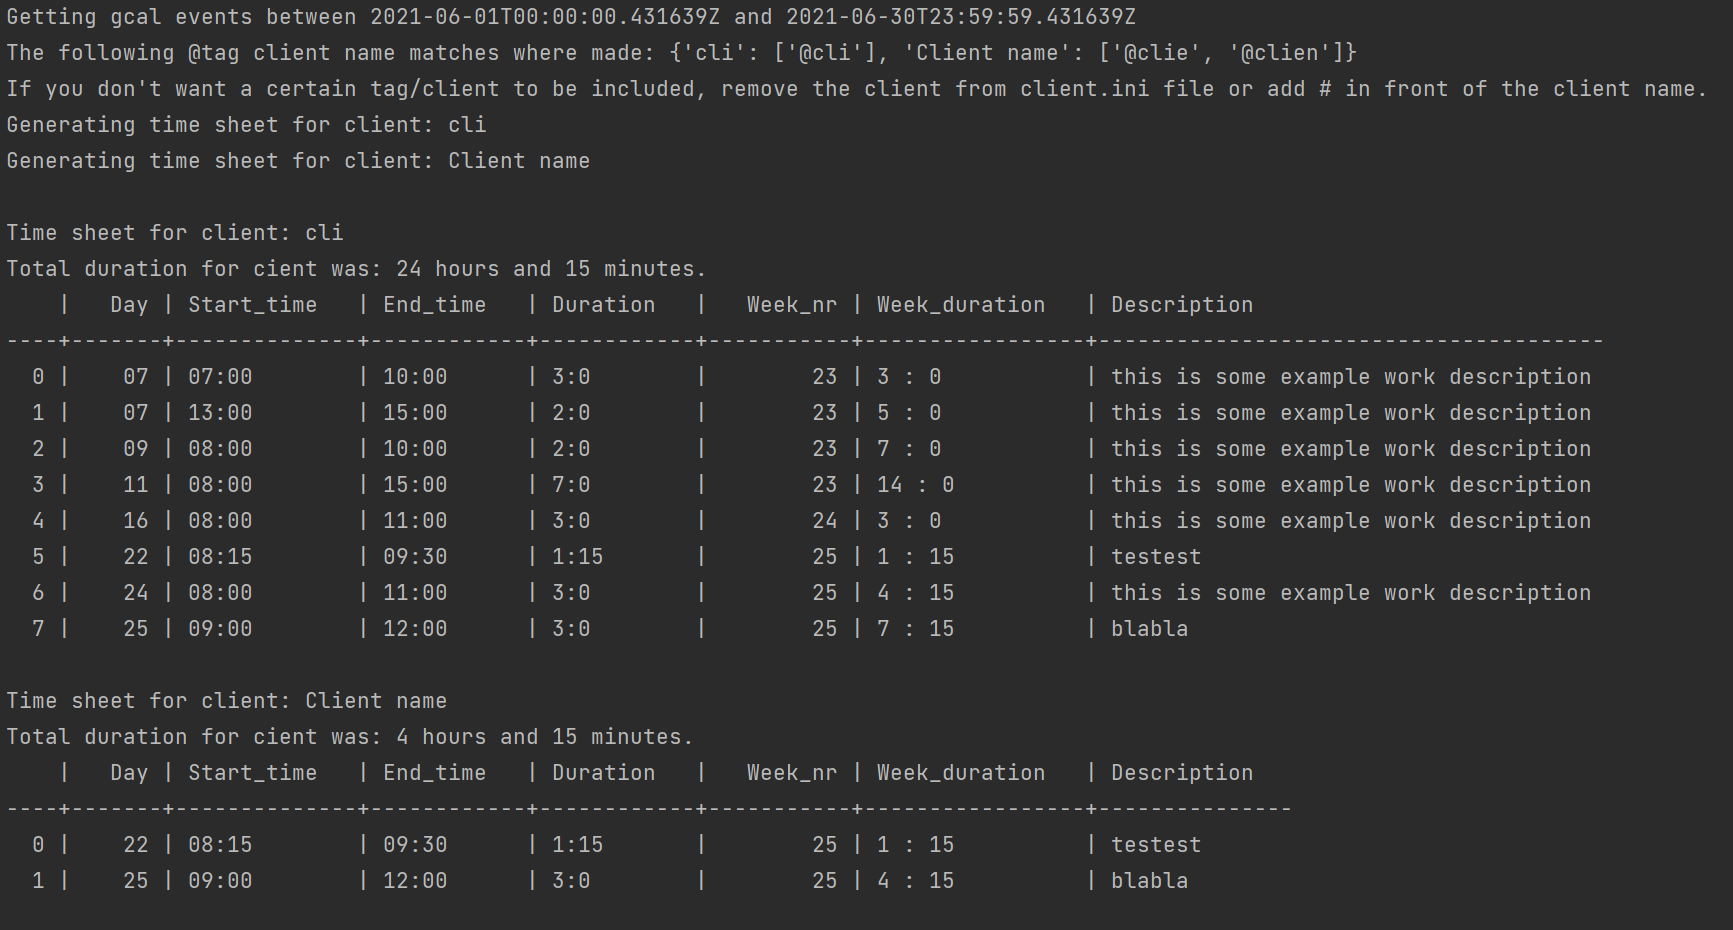 Getting gcal events between 2021-06-01T00:00:00.431639Z and 2021-06-30T23:59:59.431639Z
The following @tag client name matches where made: {'cli': ['@cli'], 'Client name': ['@clie', '@clien']}
If you don't want a certain tag/client to be included, remove the client from client.ini file or add # in front of the client name.
Generating time sheet for client: cli
Generating time sheet for client: Client name

Time sheet for client: cli
Total duration for cient was: 24 hours and 15 minutes.
    |   Day | Start_time   | End_time   | Duration   |   Week_nr | Week_duration   | Description
----+-------+--------------+------------+------------+-----------+-----------------+---------------------------------------
  0 |    07 | 07:00        | 10:00      | 3:0        |        23 | 3 : 0           | this is some example work description
  1 |    07 | 13:00        | 15:00      | 2:0        |        23 | 5 : 0           | this is some example work description
  2 |    09 | 08:00        | 10:00      | 2:0        |        23 | 7 : 0           | this is some example work description
  3 |    11 | 08:00        | 15:00      | 7:0        |        23 | 14 : 0          | this is some example work description
  4 |    16 | 08:00        | 11:00      | 3:0        |        24 | 3 : 0           | this is some example work description
  5 |    22 | 08:15        | 09:30      | 1:15       |        25 | 1 : 15          | testest
  6 |    24 | 08:00        | 11:00      | 3:0        |        25 | 4 : 15          | this is some example work description
  7 |    25 | 09:00        | 12:00      | 3:0        |        25 | 7 : 15          | blabla

Time sheet for client: Client name
Total duration for cient was: 4 hours and 15 minutes.
    |   Day | Start_time   | End_time   | Duration   |   Week_nr | Week_duration   | Description
----+-------+--------------+------------+------------+-----------+-----------------+---------------
  0 |    22 | 08:15        | 09:30      | 1:15       |        25 | 1 : 15          | testest
  1 |    25 | 09:00        | 12:00      | 3:0        |        25 | 4 : 15          | blabla